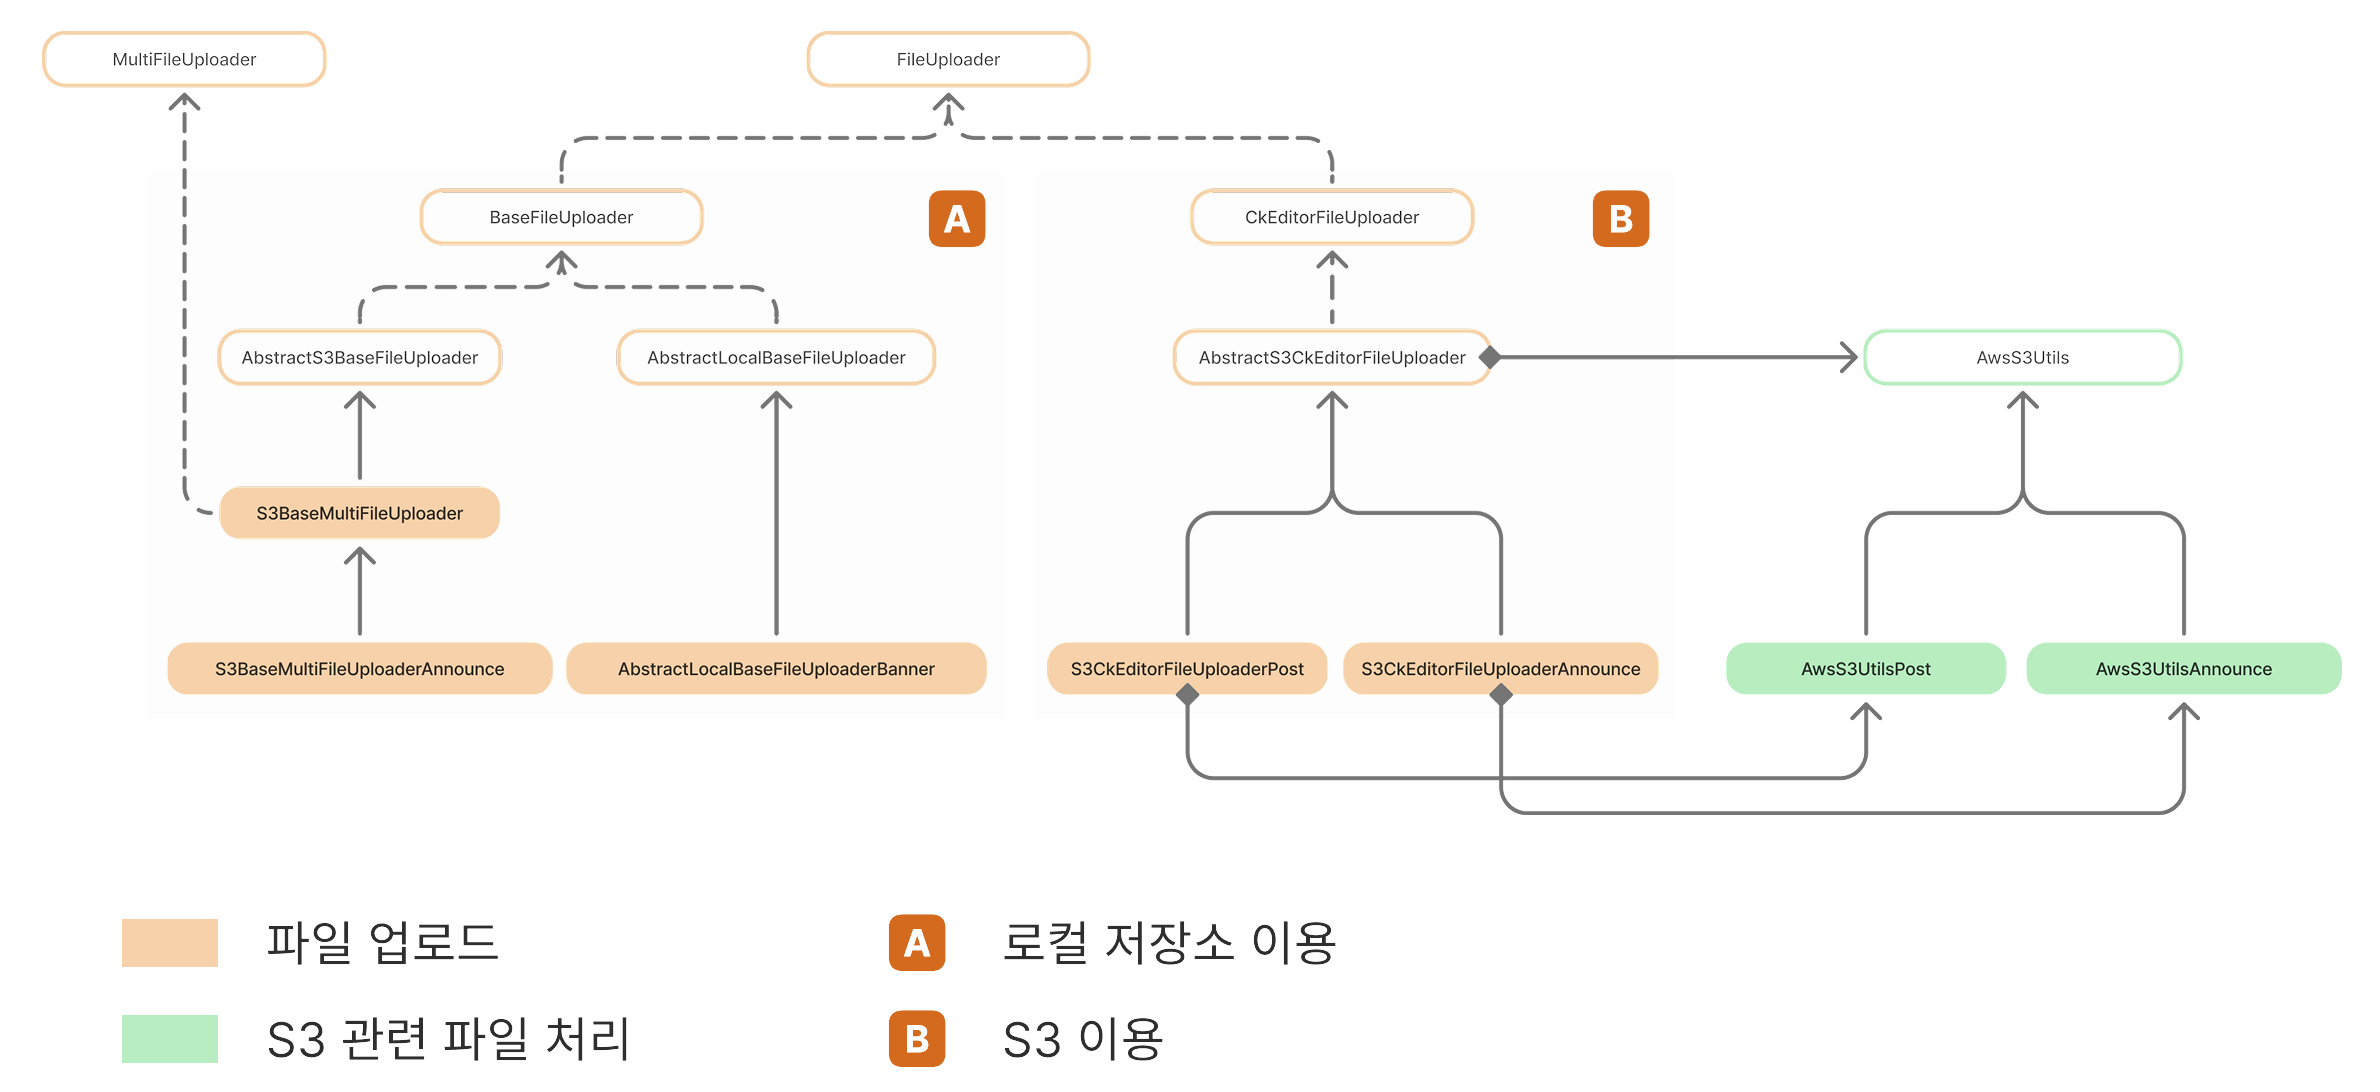 MultiFileUploader
FileUploader
BaseFileUploader
A
CkEditorFileUploader
B
AbstractS3BaseFileUploader
AbstractLocalBaseFileUploader
AbstractS3CkEditorFileUploader
AwsS3Utils
S3BaseMultiFileUploader
S3BaseMultiFileUploaderAnnounce
AbstractLocalBaseFileUploaderBanner
S3CkEditorFileUploaderPost
S3CkEditorFileUploaderAnnounce
AwsS3UtilsPost
AwsS3UtilsAnnounce
파일 업로드
A 로컬 저장소 이용
S3 관련 파일 처리
B S3 이용